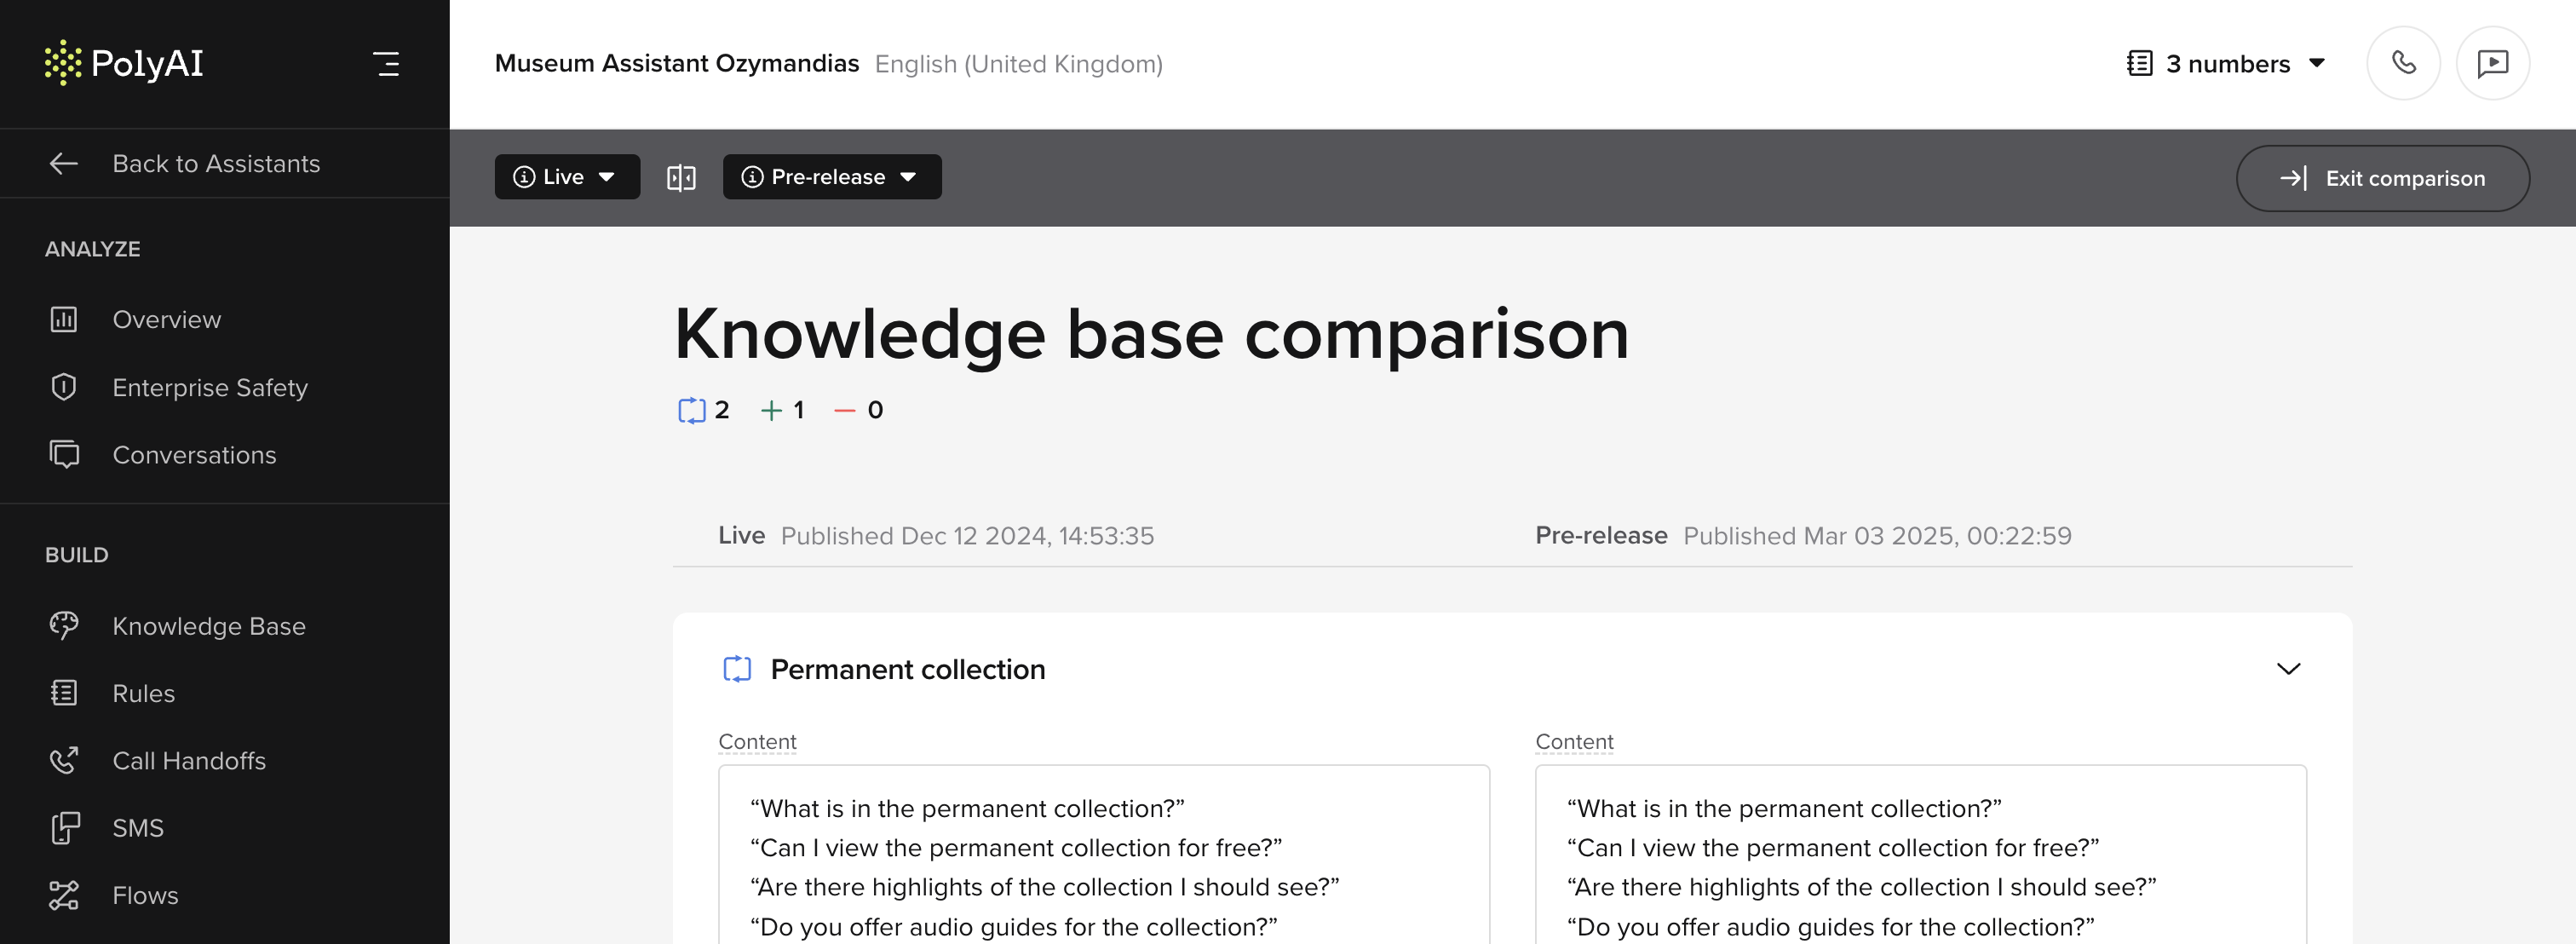 PolyAI
Back to Assistants
ANALYZE
Overview
Enterprise Safety
Conversations
BUILD
Knowledge Base
Rules
Call Handoffs
SMS
Flows
Museum Assistant Ozymandias English (United Kingdom)
3 numbers
Live
Pre-release
Exit comparison
Knowledge base comparison
2 + 1 — 0
Live Published Dec 12 2024, 14:53:35
Pre-release Published Mar 03 2025, 00:22:59
Permanent collection
Content
“What is in the permanent collection?”
“Can I view the permanent collection for free?”
“Are there highlights of the collection I should see?”
“Do you offer audio guides for the collection?”
Content
“What is in the permanent collection?”
“Can I view the permanent collection for free?”
“Are there highlights of the collection I should see?”
“Do you offer audio guides for the collection?”